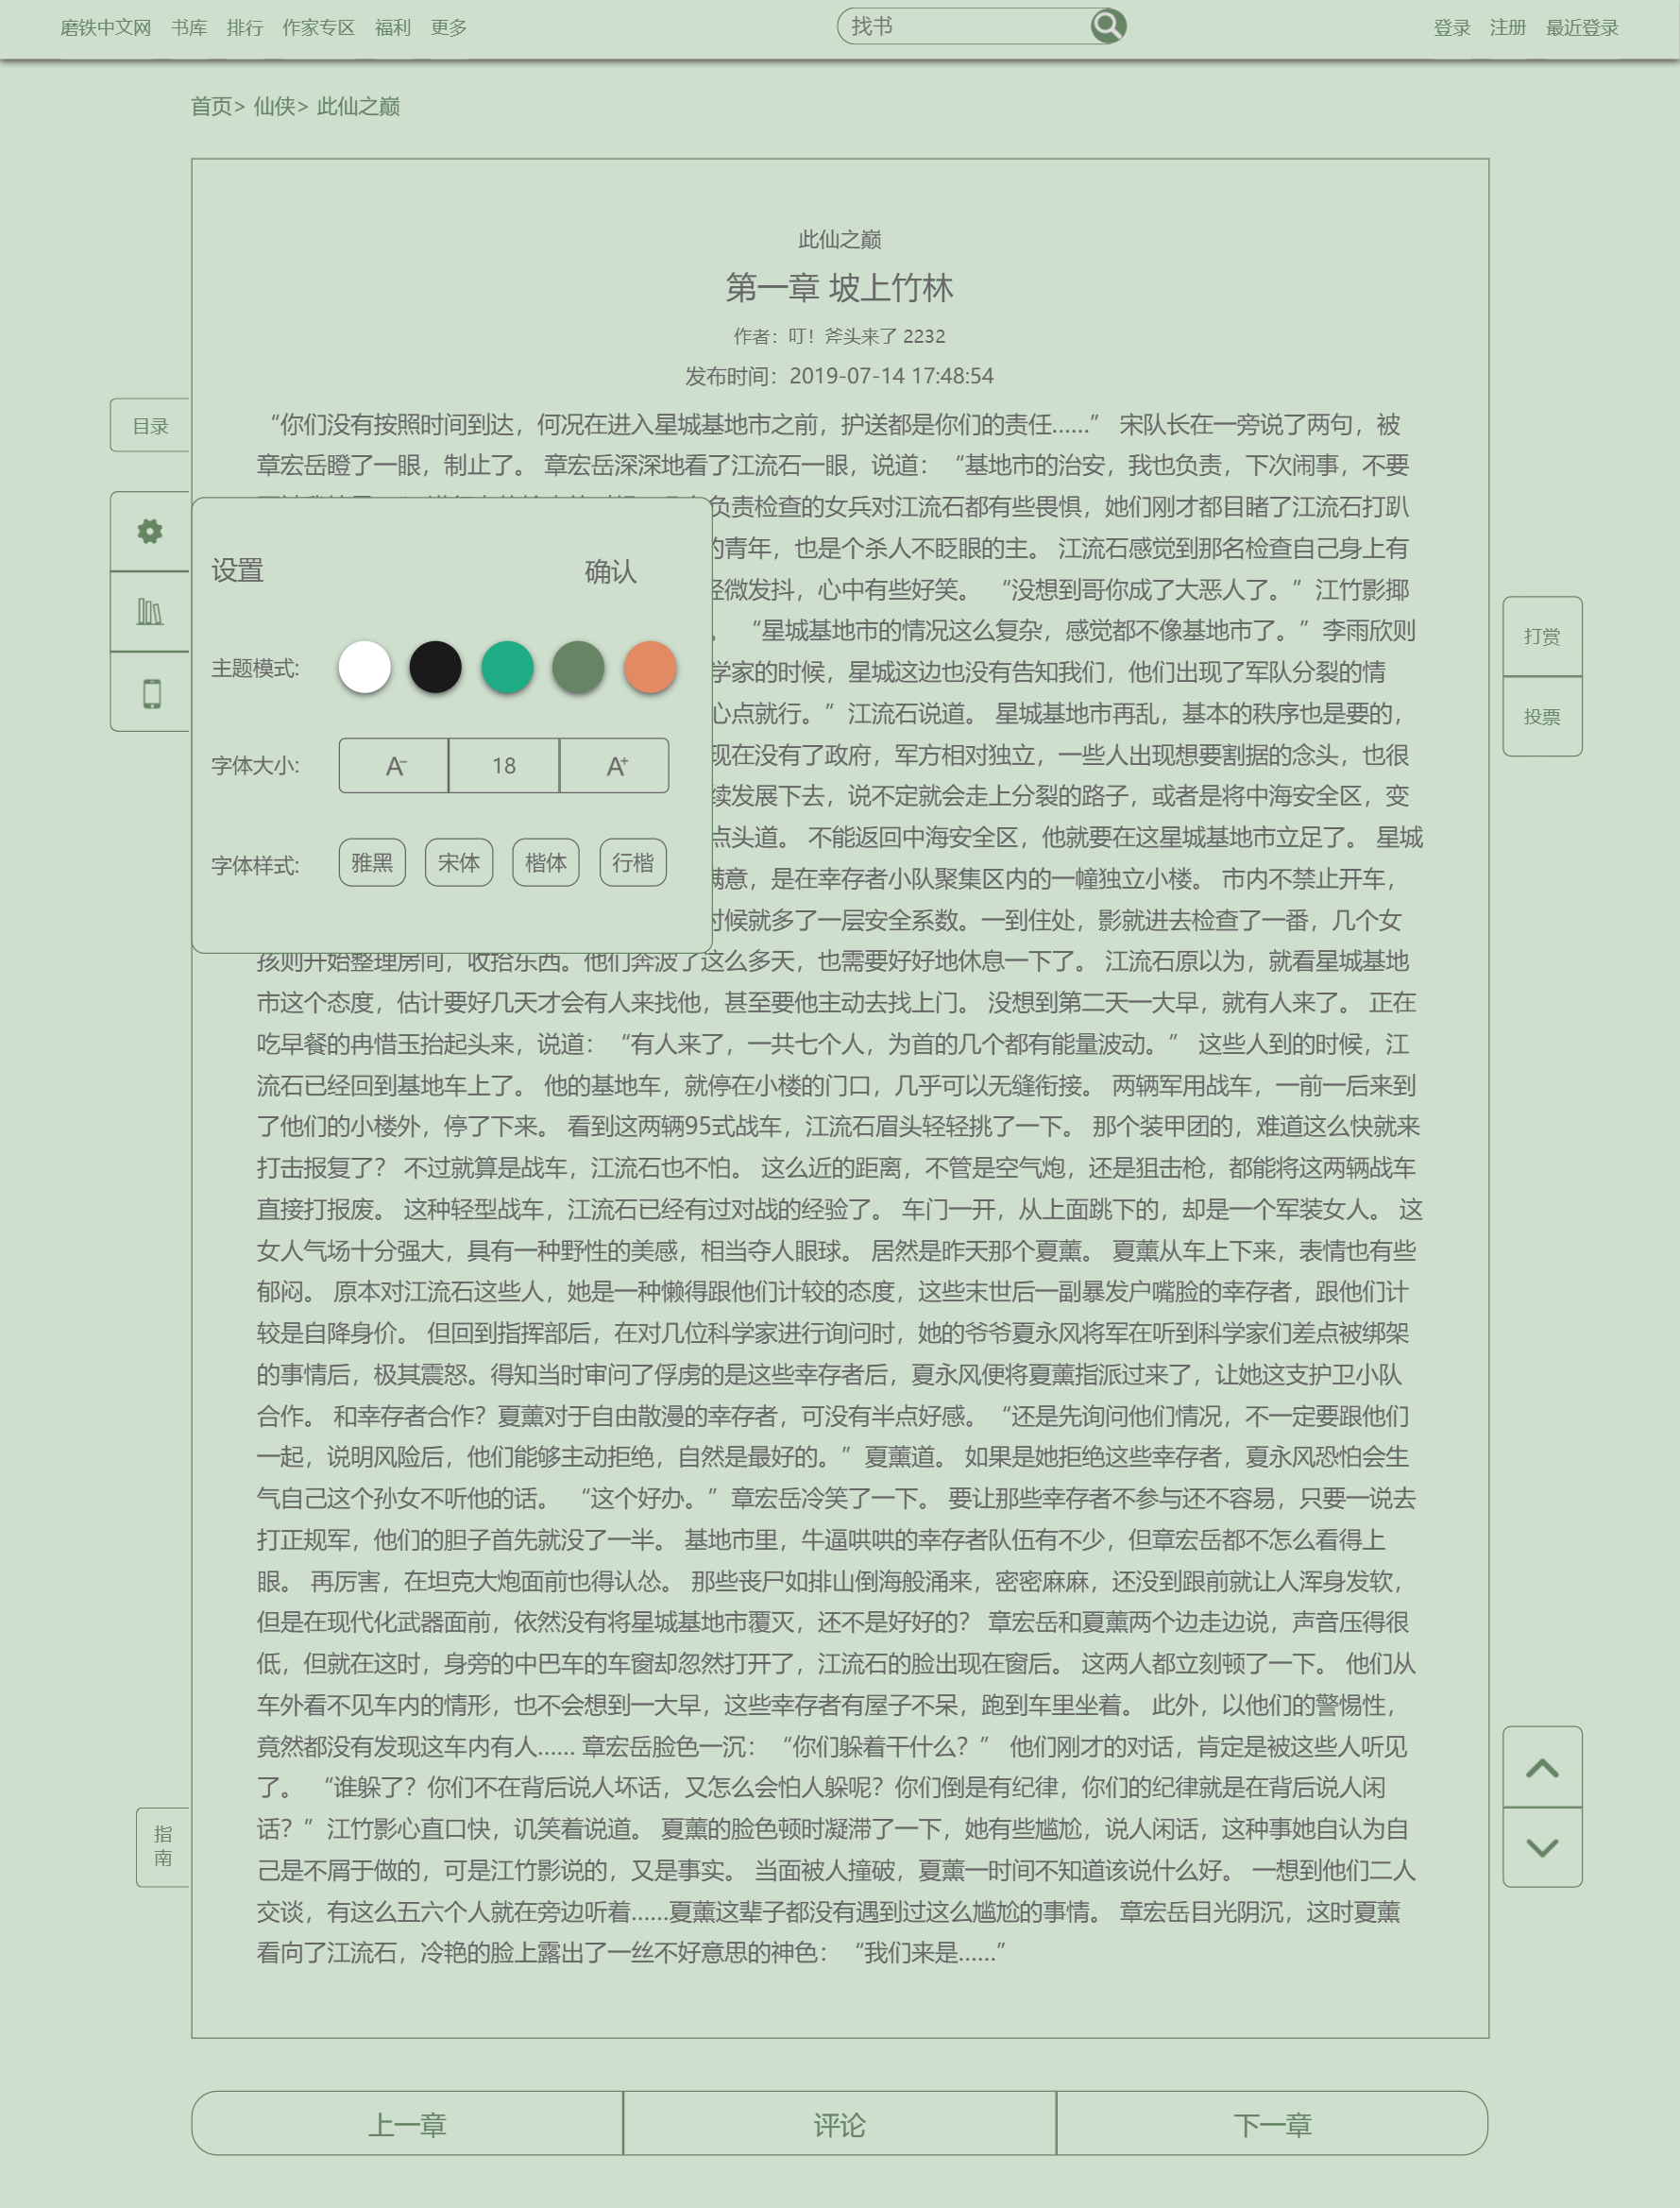 磨铁中文网 书库 排行 作家专区 福利 更多 找书 登录 注册 最近登录
首页> 仙侠> 此仙之巅
此仙之巅
第一章 坡上竹林
作者：叮！斧头来了 2232
发布时间：2019-07-14 17:48:54
目录
“你们没有按照时间到达，何况在进入星城基地市之前，护送都是你们的责任......” 宋队长在一旁说了两句，被
章宏岳瞪了一眼，制止了。 章宏岳深深地看了江流石一眼，说道：“基地市的治安，我也负责，下次闹事，不要
负责检查的女兵对江流石都有些畏惧，她们刚才都目睹了江流石打趴
的青年，也是个杀人不眨眼的主。 江流石感觉到那名检查自己身上有
轻微发抖，心中有些好笑。 “没想到哥你成了大恶人了。”江竹影揶
。 “星城基地市的情况这么复杂，感觉都不像基地市了。”李雨欣则
学家的时候，星城这边也没有告知我们，他们出现了军队分裂的情
心点就行。”江流石说道。 星城基地市再乱，基本的秩序也是要的，
现在没有了政府，军方相对独立，一些人出现想要割据的念头，也很
续发展下去，说不定就会走上分裂的路子，或者是将中海安全区，变
点头道。 不能返回中海安全区，他就要在这星城基地市立足了。 星城
满意，是在幸存者小队聚集区内的一幢独立小楼。 市内不禁止开车，
时候就多了一层安全系数。一到住处，影就进去检查了一番，几个女
设置 确认
主题模式:
字体大小: A- 18 A+
字体样式: 雅黑 宋体 楷体 行楷
打赏
投票
孩则开始整理房间，收拾东西。他们奔波了这么多天，也需要好好地休息一下了。 江流石原以为，就看星城基地
市这个态度，估计要好几天才会有人来找他，甚至要他主动去找上门。 没想到第二天一大早，就有人来了。 正在
吃早餐的冉惜玉抬起头来，说道：“有人来了，一共七个人，为首的几个都有能量波动。” 这些人到的时候，江
流石已经回到基地车上了。 他的基地车，就停在小楼的门口，几乎可以无缝衔接。 两辆军用战车，一前一后来到
了他们的小楼外，停了下来。 看到这两辆95式战车，江流石眉头轻轻挑了一下。 那个装甲团的，难道这么快就来
打击报复了？ 不过就算是战车，江流石也不怕。 这么近的距离，不管是空气炮，还是狙击枪，都能将这两辆战车
直接打报废。 这种轻型战车，江流石已经有过对战的经验了。 车门一开，从上面跳下的，却是一个军装女人。 这
女人气场十分强大，具有一种野性的美感，相当夺人眼球。 居然是昨天那个夏薰。 夏薰从车上下来，表情也有些
郁闷。 原本对江流石这些人，她是一种懒得跟他们计较的态度，这些末世后一副暴发户嘴脸的幸存者，跟他们计
较是自降身价。 但回到指挥部后，在对几位科学家进行询问时，她的爷爷夏永风将军在听到科学家们差点被绑架
的事情后，极其震怒。得知当时审问了俘虏的是这些幸存者后，夏永风便将夏薰指派过来了，让她这支护卫小队
合作。 和幸存者合作？夏薰对于自由散漫的幸存者，可没有半点好感。 “还是先询问他们情况，不一定要跟他们
一起，说明风险后，他们能够主动拒绝，自然是最好的。”夏薰道。 如果是她拒绝这些幸存者，夏永风恐怕会生
气自己这个孙女不听他的话。 “这个好办。”章宏岳冷笑了一下。 要让那些幸存者不参与还不容易，只要一说去
打正规军，他们的胆子首先就没了一半。 基地市里，牛逼哄哄的幸存者队伍有不少，但章宏岳都不怎么看得上
眼。 再厉害，在坦克大炮面前也得认怂。 那些丧尸如排山倒海般涌来，密密麻麻，还没到跟前就让人浑身发软，
但是在现代化武器面前，依然没有将星城基地市覆灭，还不是好好的？ 章宏岳和夏薰两个边走边说，声音压得很
低，但就在这时，身旁的中巴车的车窗却忽然打开了，江流石的脸出现在窗后。 这两人都立刻顿了一下。 他们从
车外看不见车内的情形，也不会想到一大早，这些幸存者有屋子不呆，跑到车里坐着。 此外，以他们的警惕性，
竟然都没有发现这车内有人...... 章宏岳脸色一沉：“你们躲着干什么？” 他们刚才的对话，肯定是被这些人听见
了。 “谁躲了？你们不在背后说人坏话，又怎么会怕人躲呢？你们倒是有纪律，你们的纪律就是在背后说人闲
话？”江竹影心直口快，讥笑着说道。 夏薰的脸色顿时凝滞了一下，她有些尴尬，说人闲话，这种事她自认为自
己是不屑于做的，可是江竹影说的，又是事实。 当面被人撞破，夏薰一时间不知道该说什么好。 一想到他们二人
交谈，有这么五六个人就在旁边听着......夏薰这辈子都没有遇到过这么尴尬的事情。 章宏岳目光阴沉，这时夏薰
看向了江流石，冷艳的脸上露出了一丝不好意思的神色：“我们来是......”
指
南
上一章 评论 下一章